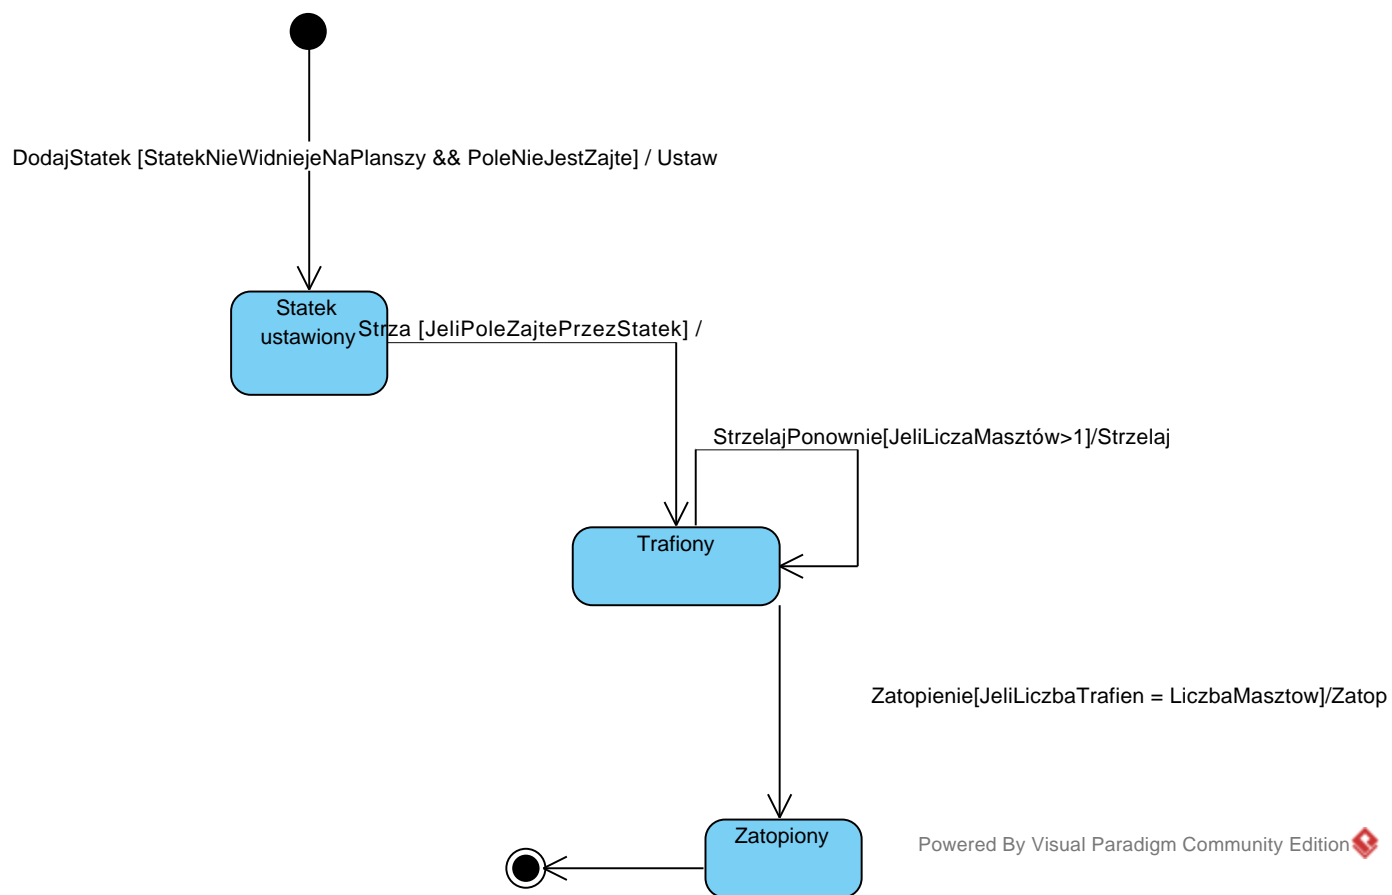 DodajStatek [StatekNieWidniejeNaPlanszy && PoleNieJestZajte] / Ustaw
Statek
ustawiony
Strza [JeliPoleZajtePrzezStatek] /
StrzelajPonownie[JeliLiczaMasztów>1]/Strzelaj
Trafiony
Zatopienie[JeliLiczbaTrafien = LiczbaMasztow]/Zatop
Zatopiony
Powered By Visual Paradigm Community Edition